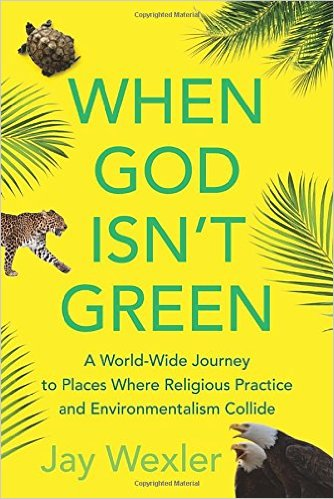 WHEN
GOD
ISN'T
GREEN
A World-Wide Journey
to Places Where Religious Practice
and Environmentalism Collide
Jay Wexler